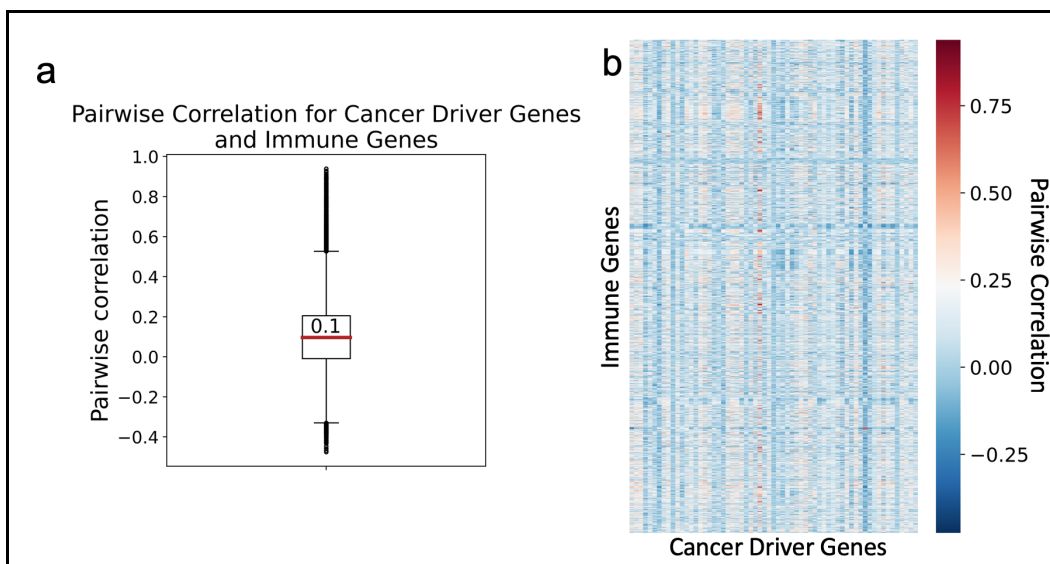 a
Pairwise Correlation for Cancer Driver Genes
and Immune Genes
Pairwise correlation
1.0
0.8
0.6
0.4
0.2
0.0
−0.2
−0.4
0.1
b
Immune Genes
Cancer Driver Genes
0.75
0.50
0.25
0.00
−0.25
Pairwise Correlation